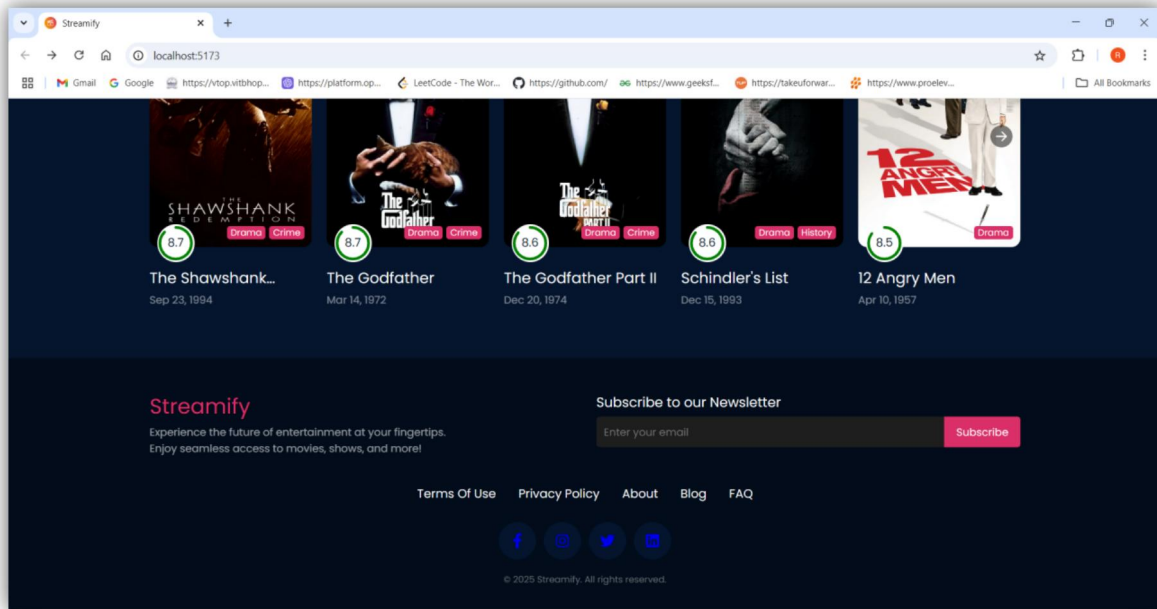 Streamify
localhost:5173
Gmail Google https://vtop.vitbhop... https://platform.op... LeetCode - The Wor... https://github.com/ https://www.geeksf... https://takeuforwar... https://www.proelev... All Bookmarks
THE
SHAWSHANK
REDEMPTION
Drama Crime
8.7
The Shawshank...
Sep 23, 1994
The
Godfather
Drama Crime
8.7
The Godfather
Mar 14, 1972
The
Godfather
PART II
Drama Crime
8.6
The Godfather Part II
Dec 20, 1974
Drama History
8.6
Schindler's List
Dec 15, 1993
12
ANGRY
MEN
Drama
8.5
12 Angry Men
Apr 10, 1957
Streamify
Experience the future of entertainment at your fingertips.
Enjoy seamless access to movies, shows, and more!
Subscribe to our Newsletter
Enter your email Subscribe
Terms Of Use Privacy Policy About Blog FAQ
© 2025 Streamify. All rights reserved.